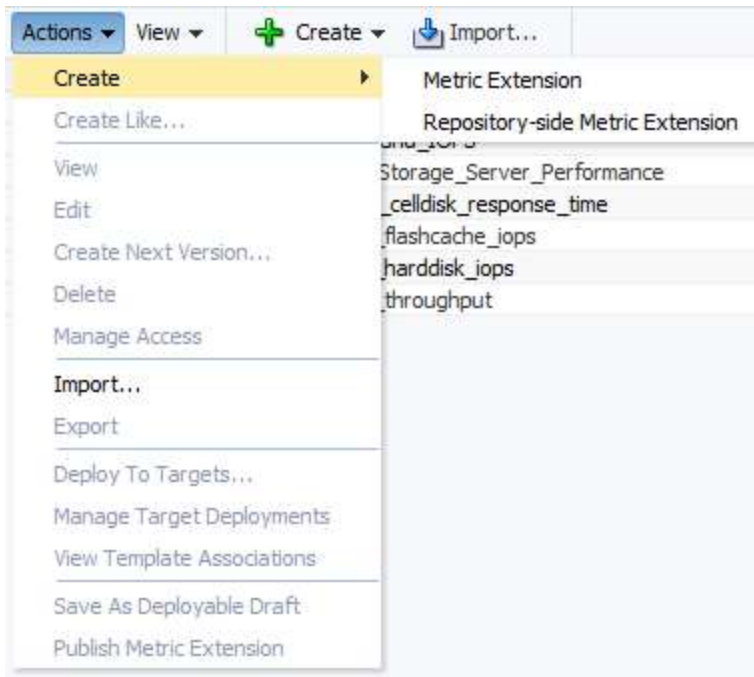 Actions View Create Import...
Create
Metric Extension
Create Like...
Repository-side Metric Extension
View
Storage_Server_Performance
Edit
_celldisk_response_time
_flashcache_iops
Create Next Version...
_harddisk_iops
Delete
_throughput
Manage Access
Import...
Export
Deploy To Targets...
Manage Target Deployments
View Template Associations
Save As Deployable Draft
Publish Metric Extension